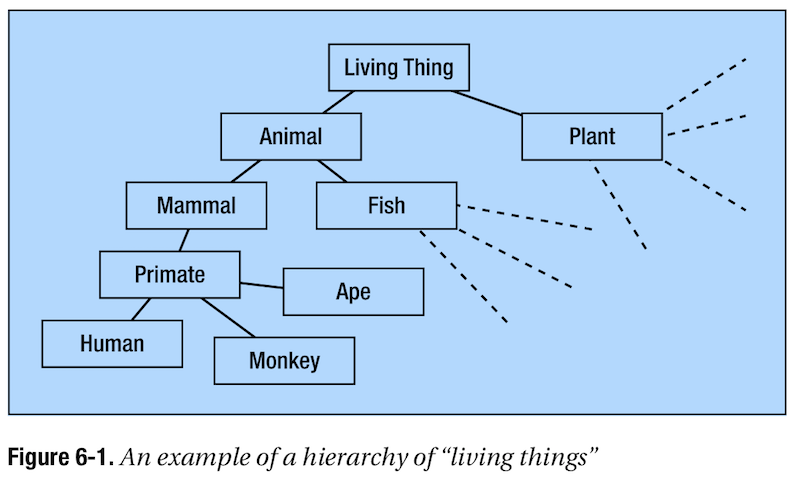 Living Thing
Animal
Plant
Mammal
Fish
Primate
Ape
Human
Monkey
Figure 6-1. An example of a hierarchy of “living things”